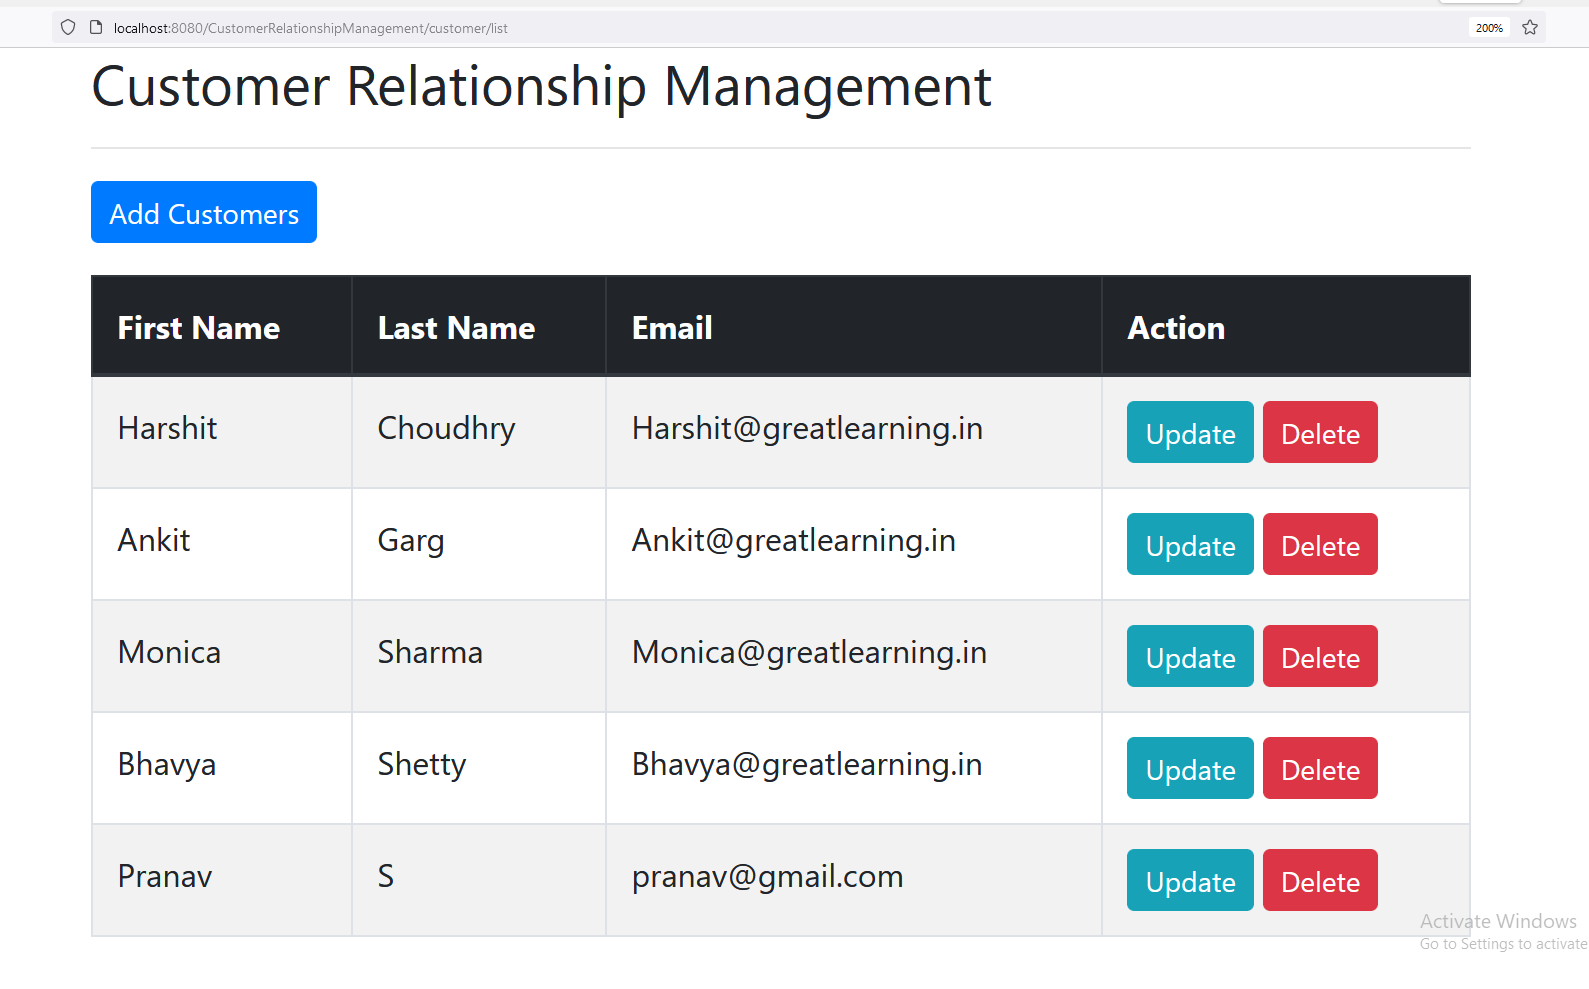 localhost:8080/CustomerRelationshipManagement/customer/list 200%
Customer Relationship Management
Add Customers
First Name Last Name Email Action
Harshit Choudhry Harshit@greatlearning.in Update Delete
Ankit Garg Ankit@greatlearning.in Update Delete
Monica Sharma Monica@greatlearning.in Update Delete
Bhavya Shetty Bhavya@greatlearning.in Update Delete
Pranav S pranav@gmail.com Update Delete
Activate Windows
Go to Settings to activate